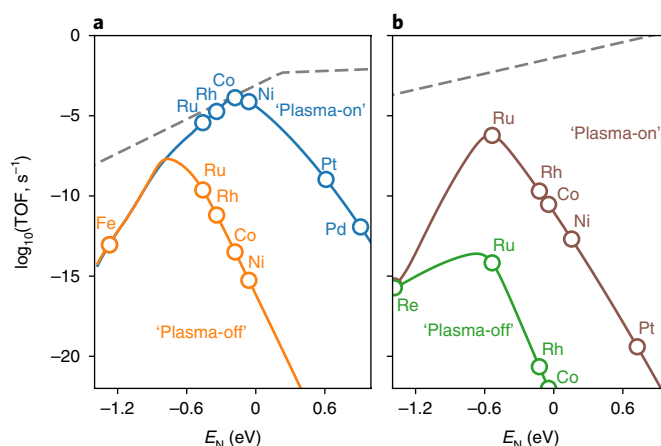 a
b
0
−5
−10
−15
−20
log₁₀(TOF, s⁻¹)
Fe
Ru
Rh
Co
Ni
Pt
Pd
'Plasma-on'
Ru
Rh
Co
Ni
'Plasma-off'
−1.2
−0.6
0
0.6
E_N (eV)
Ru
'Plasma-on'
Rh
Co
Ni
Pt
Re
Ru
'Plasma-off'
Rh
Co
−1.2
−0.6
0
0.6
E_N (eV)